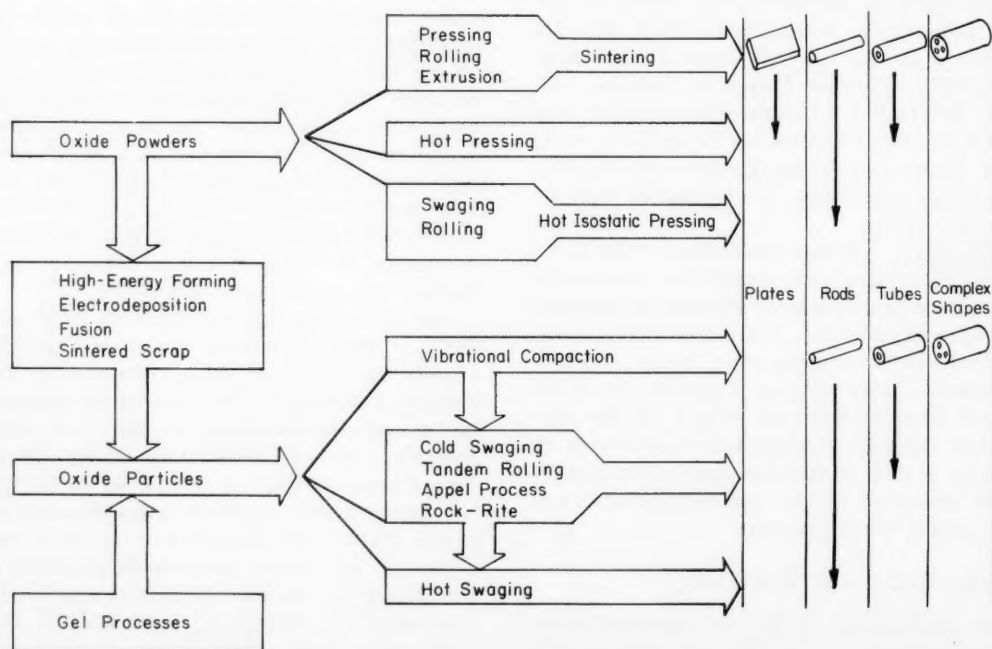 Pressing
Rolling
Extrusion
Sintering
Oxide Powders
Hot Pressing
Swaging
Rolling
Hot Isostatic Pressing
High-Energy Forming
Electrodeposition
Fusion
Sintered Scrap
Plates
Rods
Tubes
Complex
Shapes
Vibrational Compaction
Cold Swaging
Tandem Rolling
Appel Process
Rock-Rite
Oxide Particles
Hot Swaging
Gel Processes